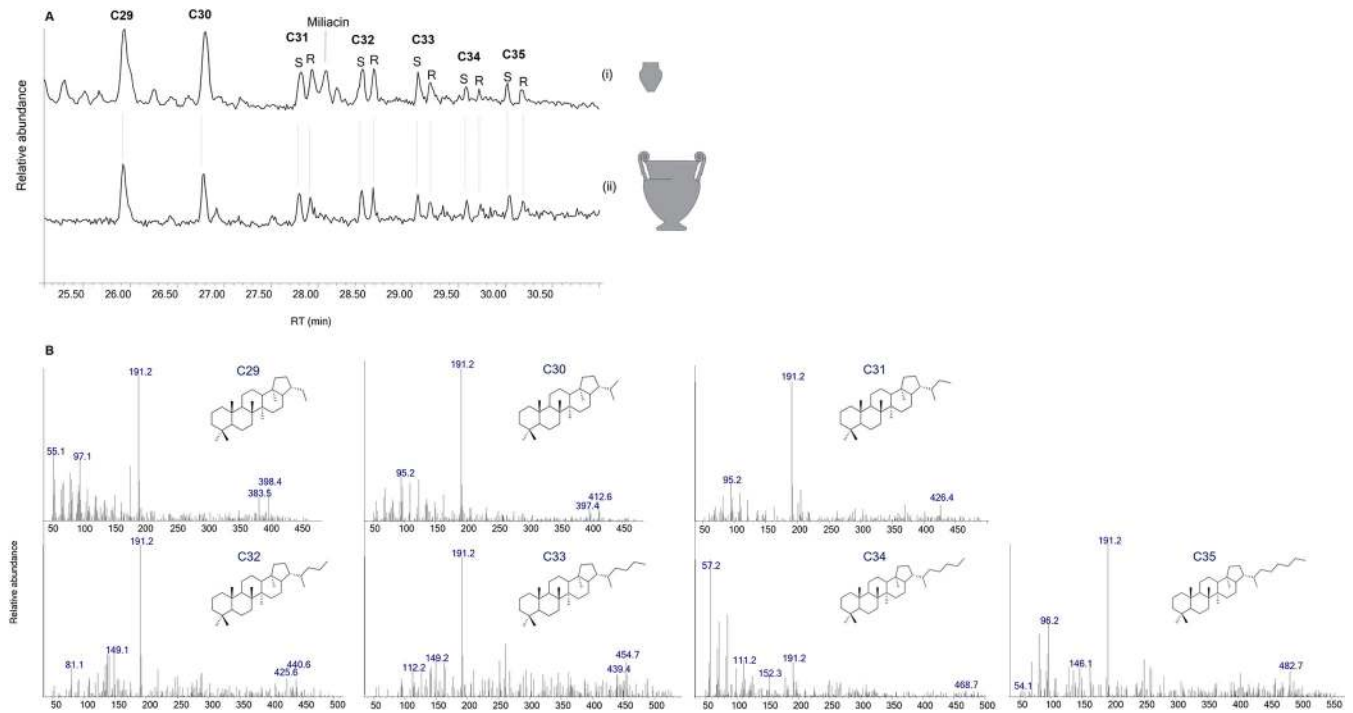 A
C29
C30
Miliacin
C31
C32
C33
C34
C35
S R S R S R S R S R
(i)
(ii)
Relative abundance
25.50 26.00 26.50 27.00 27.50 28.00 28.50 29.00 29.50 30.00 30.50
RT (min)
B
C29
191.2
55.1
97.1
398.4
383.5
50 100 150 200 250 300 350 400 450
C30
191.2
95.2
412.6
397.4
50 100 150 200 250 300 350 400 450
C31
191.2
95.2
426.4
50 100 150 200 250 300 350 400 450 500
Relative abundance
C32
191.2
149.1
81.1
440.6
425.6
50 100 150 200 250 300 350 400 450 500
C33
191.2
149.2
112.2
454.7
439.4
50 100 150 200 250 300 350 400 450 500
C34
57.2
111.2
191.2
152.3
468.7
50 100 150 200 250 300 350 400 450 500
C35
191.2
96.2
146.1
54.1
482.7
50 100 150 200 250 300 350 400 450 500 550